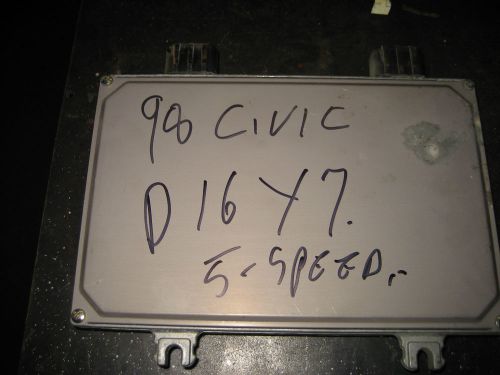 98 CIVIC
D16Y7.
5-SPEED.-